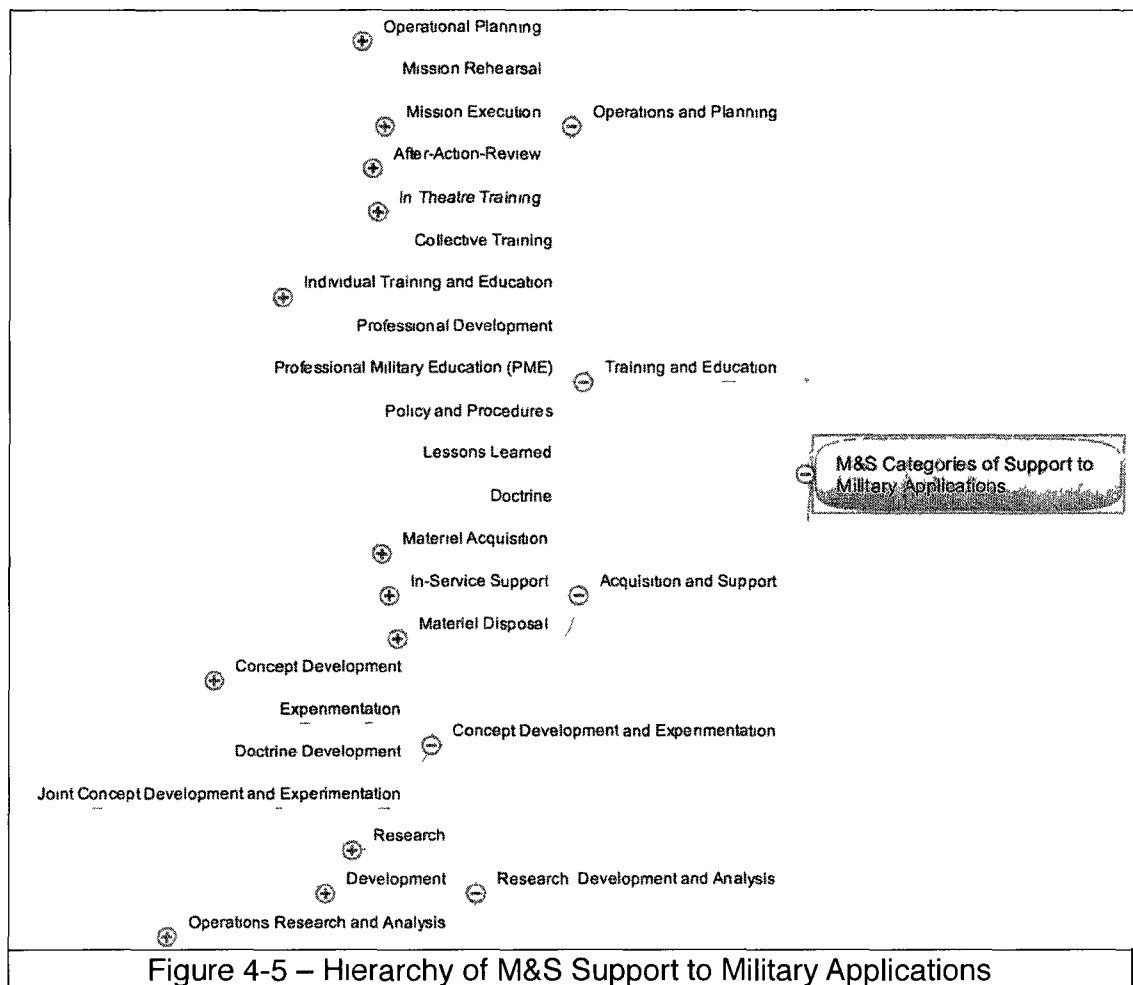 Operational Planning
Mission Rehearsal
Mission Execution
Operations and Planning
After-Action-Review
In Theatre Training
Collective Training
Individual Training and Education
Professional Development
Professional Military Education (PME)
Training and Education
Policy and Procedures
Lessons Learned
M&S Categories of Support to
Military Applications
Doctrine
Materiel Acquisition
In-Service Support
Acquisition and Support
Materiel Disposal
Concept Development
Experimentation
Concept Development and Experimentation
Doctrine Development
Joint Concept Development and Experimentation
Research
Development
Research Development and Analysis
Operations Research and Analysis
Figure 4-5 – Hierarchy of M&S Support to Military Applications